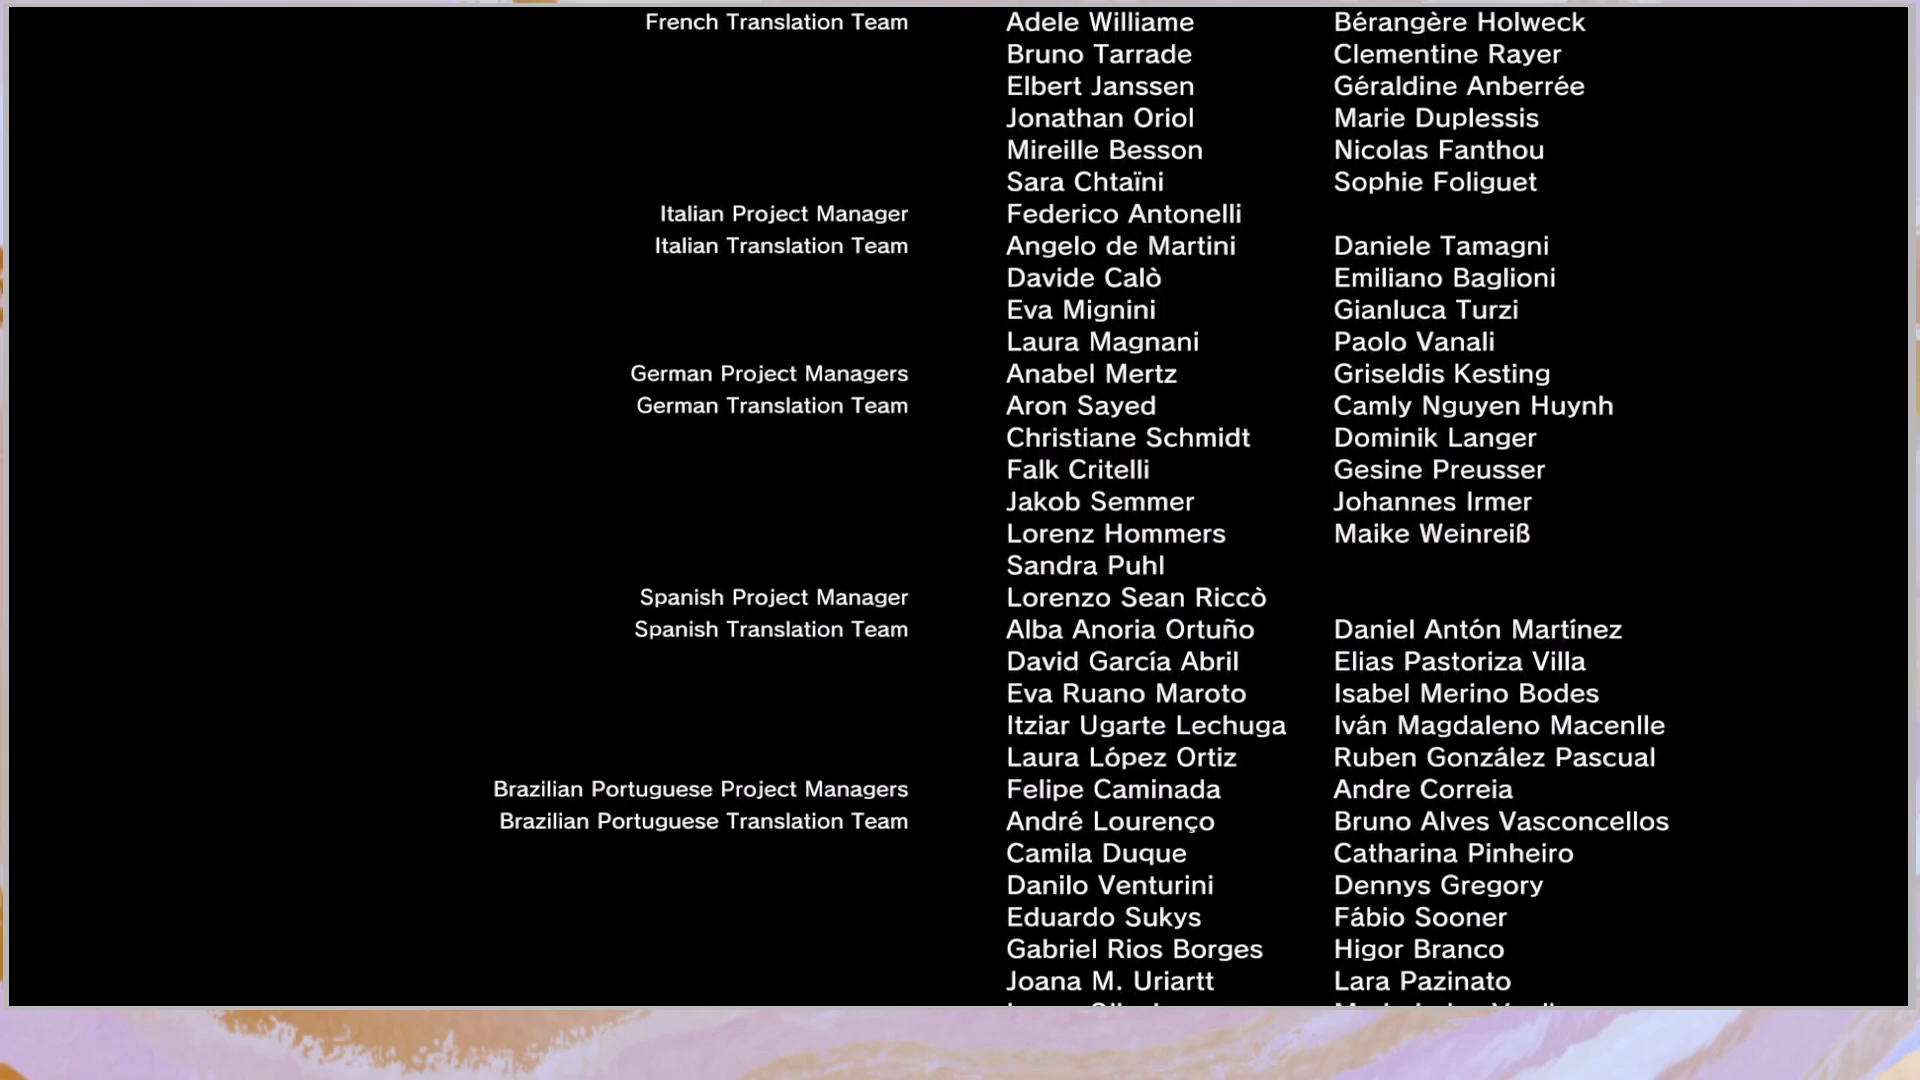 French Translation Team Adele Williame Bérangère Holweck
Bruno Tarrade Clementine Rayer
Elbert Janssen Géraldine Anberrée
Jonathan Oriol Marie Duplessis
Mireille Besson Nicolas Fanthou
Sara Chtaïni Sophie Foliguet
Italian Project Manager Federico Antonelli
Italian Translation Team Angelo de Martini Daniele Tamagni
Davide Calò Emiliano Baglioni
Eva Mignini Gianluca Turzi
Laura Magnani Paolo Vanali
German Project Managers Anabel Mertz Griseldis Kesting
German Translation Team Aron Sayed Camly Nguyen Huynh
Christiane Schmidt Dominik Langer
Falk Critelli Gesine Preusser
Jakob Semmer Johannes Irmer
Lorenz Hommers Maike Weinreiß
Sandra Puhl
Spanish Project Manager Lorenzo Sean Riccò
Spanish Translation Team Alba Anoria Ortuño Daniel Antón Martínez
David García Abril Elias Pastoriza Villa
Eva Ruano Maroto Isabel Merino Bodes
Itziar Ugarte Lechuga Iván Magdaleno Macenlle
Laura López Ortiz Ruben González Pascual
Brazilian Portuguese Project Managers Felipe Caminada Andre Correia
Brazilian Portuguese Translation Team André Lourenço Bruno Alves Vasconcellos
Camila Duque Catharina Pinheiro
Danilo Venturini Dennys Gregory
Eduardo Sukys Fábio Sooner
Gabriel Rios Borges Higor Branco
Joana M. Uriartt Lara Pazinato